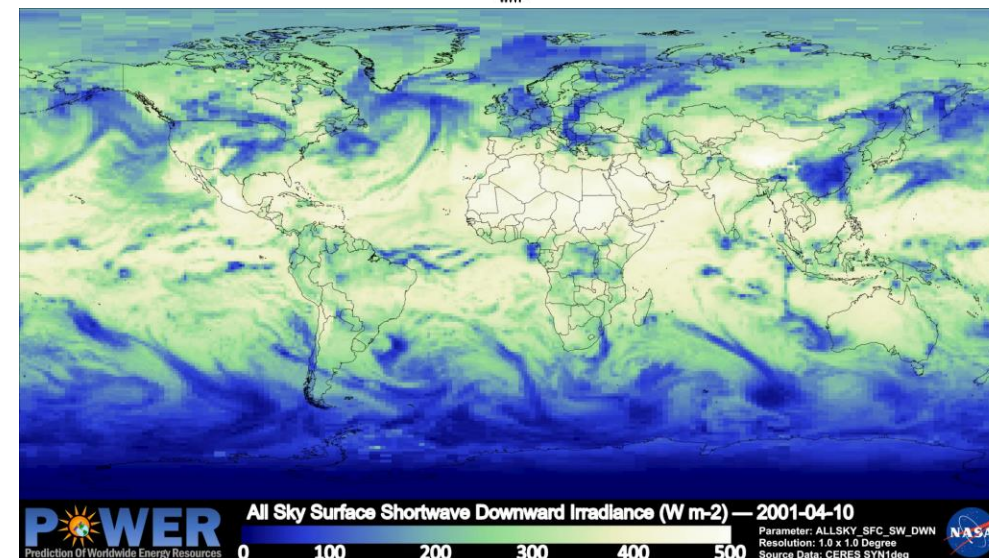 All Sky Surface Shortwave Downward Irradiance (W m-2) — 2001-04-10
POWER
Prediction Of Worldwide Energy Resources
0 100 200 300 400 500
Parameter: ALLSKY_SFC_SW_DWN
Resolution: 1.0 x 1.0 Degree
Source Data: CERES SYN1deg
NASA